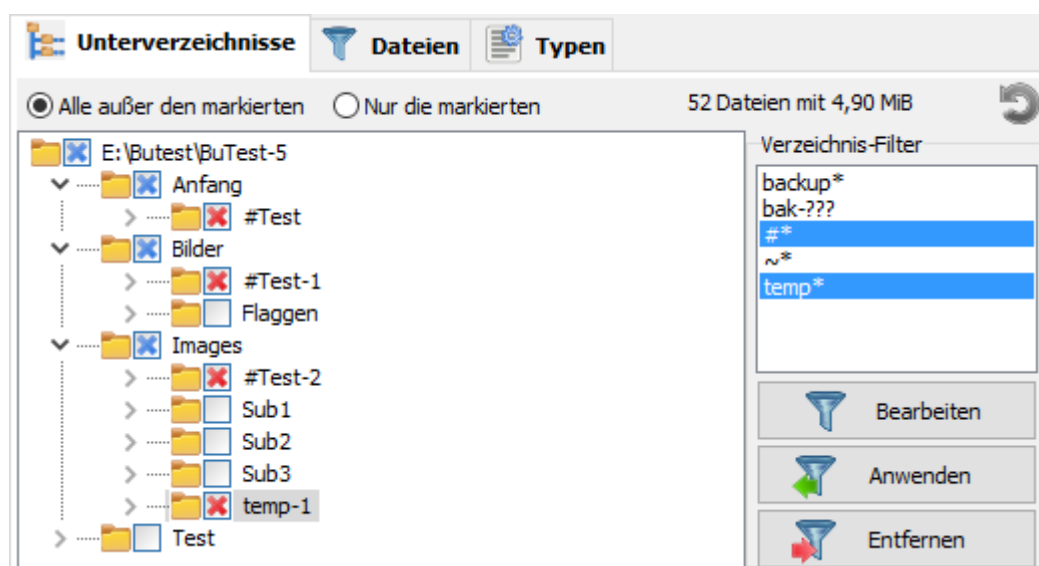 Unterverzeichnisse Dateien Typen
Alle außer den markierten Nur die markierten 52 Dateien mit 4,90 MiB
E:\Butest\BuTest-5
Anfang
#Test
Bilder
#Test-1
Flaggen
Images
#Test-2
Sub1
Sub2
Sub3
temp-1
Test
Verzeichnis-Filter
backup*
bak-???
#*
~*
temp*
Bearbeiten
Anwenden
Entfernen